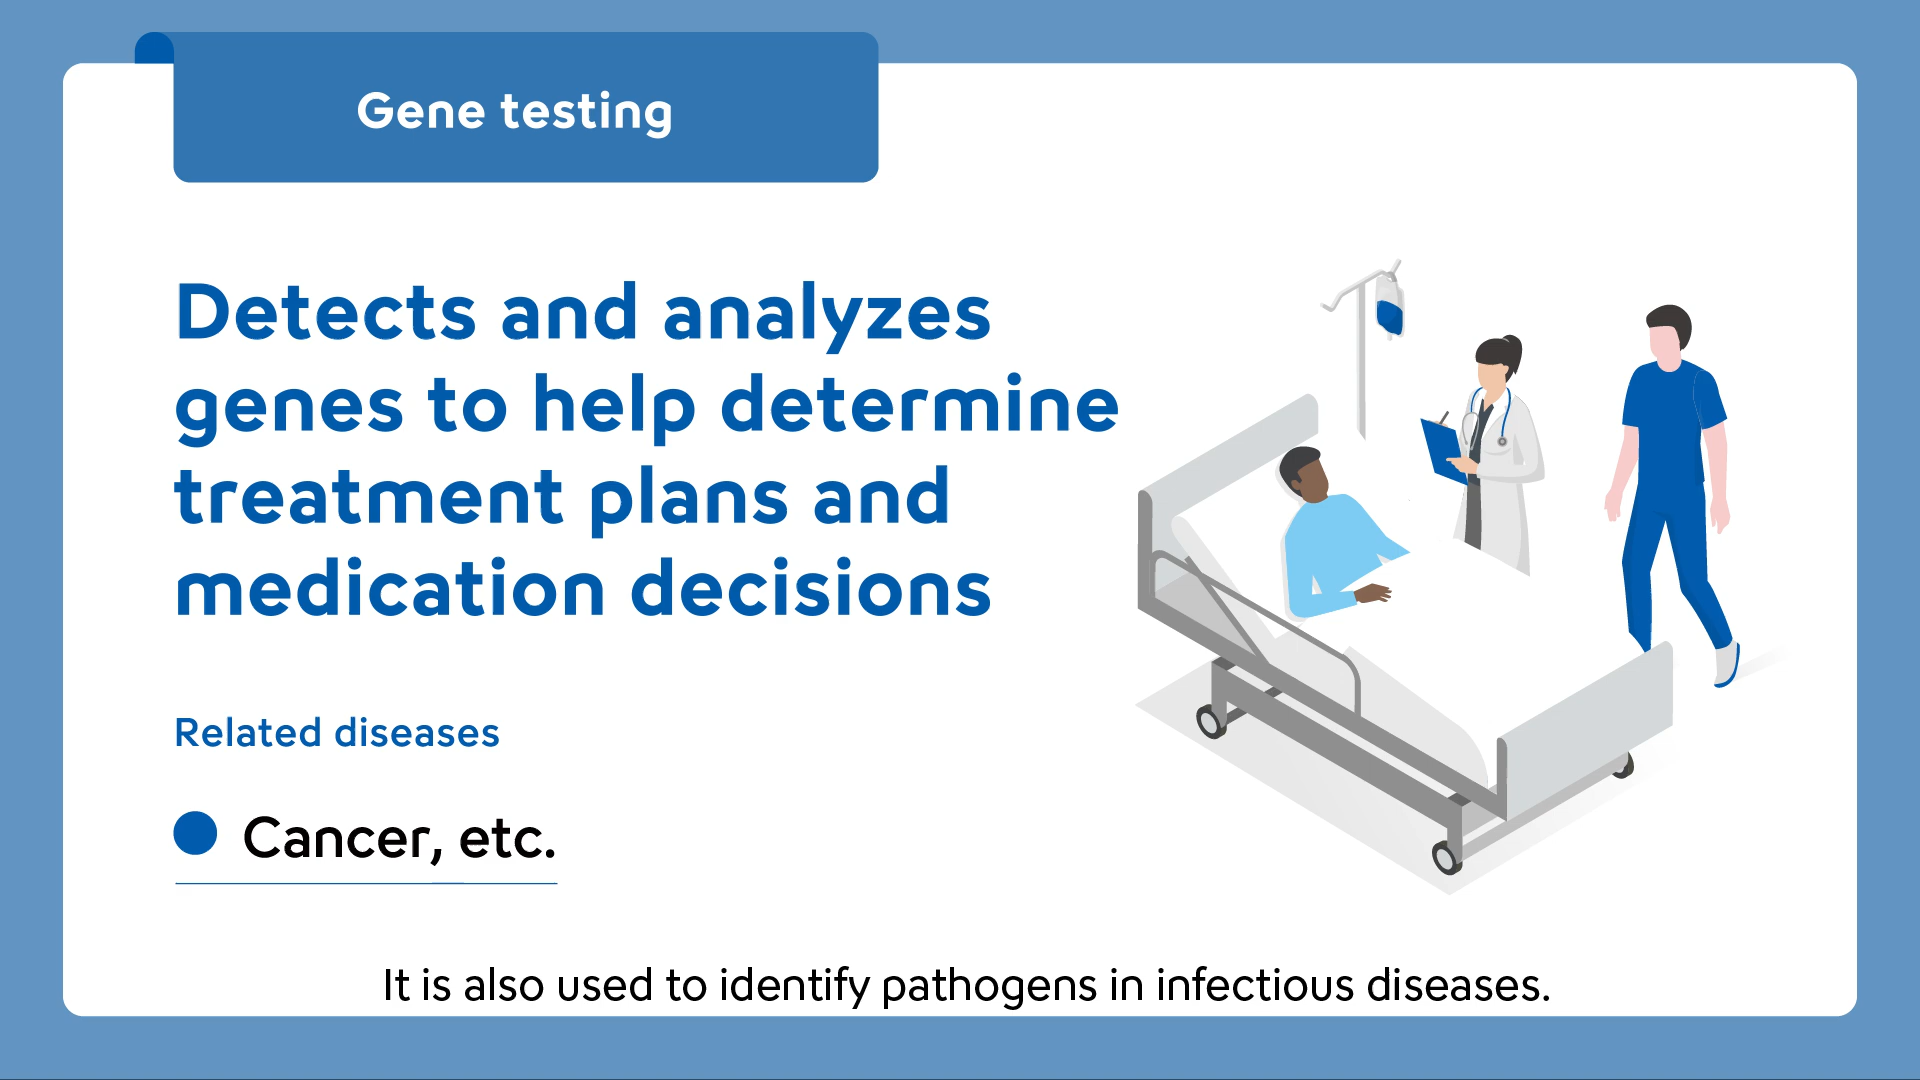 Gene testing
Detects and analyzes
genes to help determine
treatment plans and
medication decisions
Related diseases
Cancer, etc.
It is also used to identify pathogens in infectious diseases.